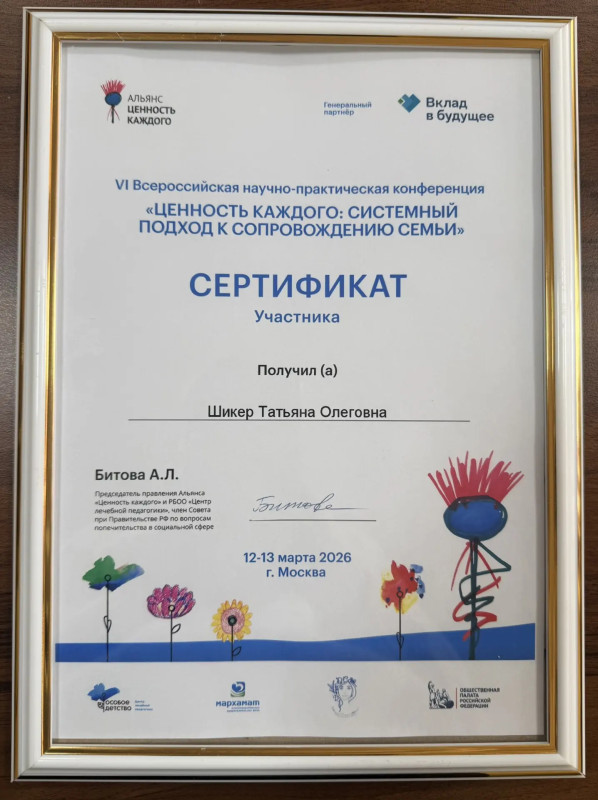 АЛЬЯНС
ЦЕННОСТЬ
КАЖДОГО
Генеральный
партнёр
Вклад
в будущее
VI Всероссийская научно-практическая конференция
«ЦЕННОСТЬ КАЖДОГО: СИСТЕМНЫЙ
ПОДХОД К СОПРОВОЖДЕНИЮ СЕМЬИ»
СЕРТИФИКАТ
Участника
Получил (а)
Шикер Татьяна Олеговна
Битова А.Л.
Председатель правления Альянса
«Ценность каждого» и РБОО «Центр
лечебной педагогики», член Совета
при Правительстве РФ по вопросам
попечительства в социальной сфере
Битова
12-13 марта 2026
г. Москва
ОСОБОЕ
ДЕТСТВО
мархамат
ОБЩЕСТВЕННАЯ
ПАЛАТА
РОССИЙСКОЙ
ФЕДЕРАЦИИ